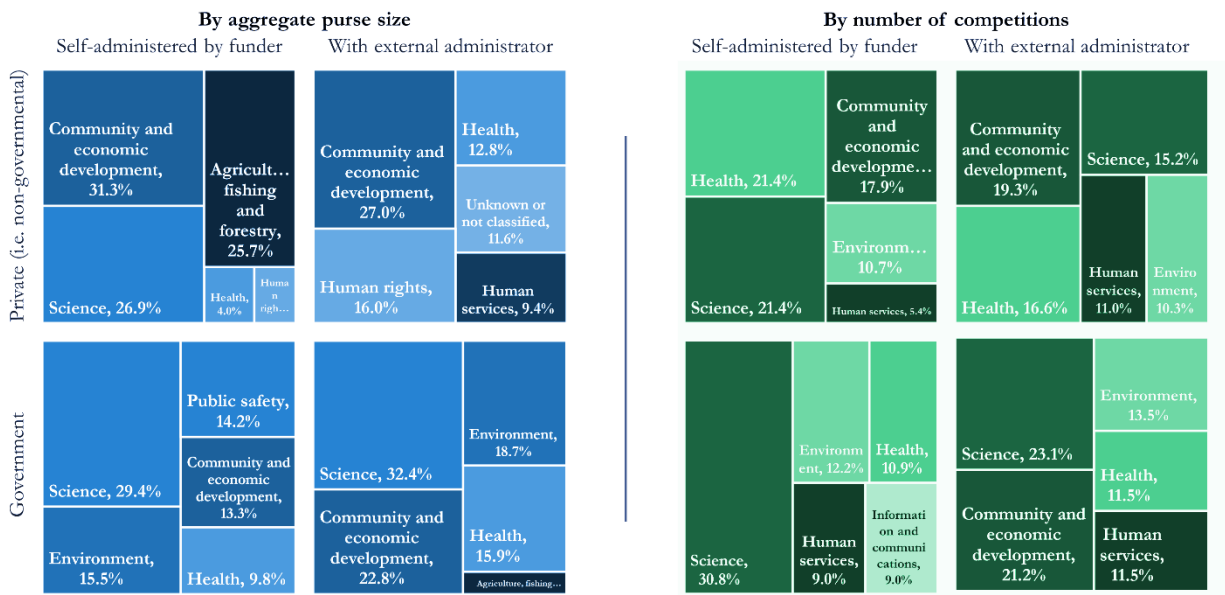 By aggregate purse size
By number of competitions
Self-administered by funder
With external administrator
Self-administered by funder
With external administrator
Private (i.e. non-governmental)
Community and
economic
development,
31.3%
Agricult…
fishing
and
forestry,
25.7%
Science, 26.9%
Health,
4.0%
Huma
n
righ…
Community and
economic
development,
27.0%
Health,
12.8%
Unknown or
not classified,
11.6%
Human rights,
16.0%
Human
services, 9.4%
Health, 21.4%
Community
and
economic
developme…
17.9%
Environm…
10.7%
Science, 21.4%
Human services, 5.4%
Community
and economic
development,
19.3%
Science, 15.2%
Health, 16.6%
Human
services,
11.0%
Enviro
nment,
10.3%
Government
Science, 29.4%
Public safety,
14.2%
Community and
economic
development,
13.3%
Environment,
15.5%
Health, 9.8%
Science, 32.4%
Environment,
18.7%
Community and
economic
development,
22.8%
Health,
15.9%
Agriculture, fishing…
Science,
30.8%
Environm
ent, 12.2%
Health,
10.9%
Human
services,
9.0%
Informati
on and
communi
cations,
9.0%
Science, 23.1%
Environment,
13.5%
Health,
11.5%
Community and
economic
development,
21.2%
Human
services,
11.5%